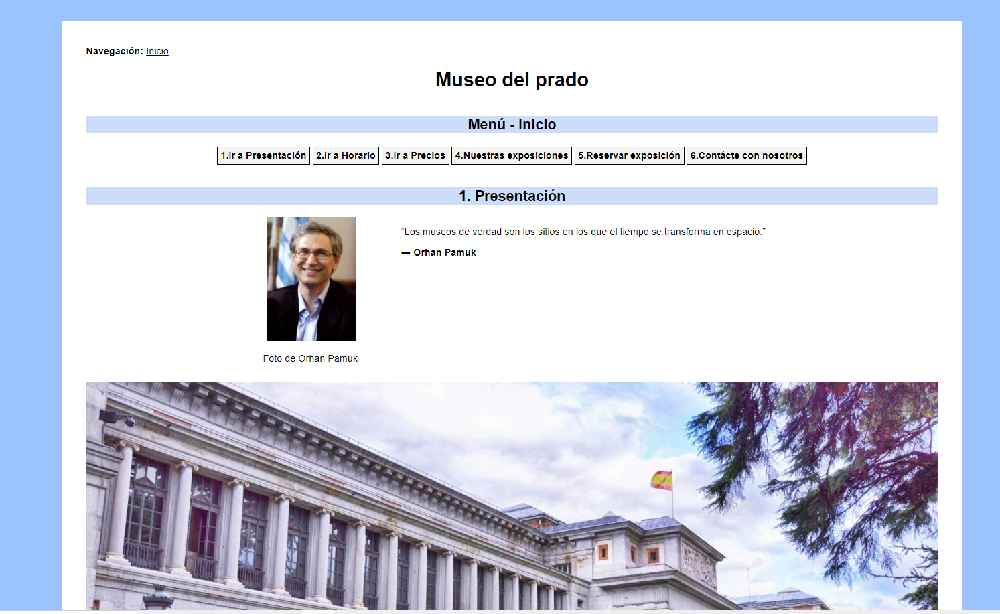 Navegación: Inicio
Museo del prado
Menú - Inicio
1.Ir a Presentación 2.Ir a Horario 3.Ir a Precios 4.Nuestras exposiciones 5.Reservar exposición 6.Contácte con nosotros
1. Presentación
“Los museos de verdad son los sitios en los que el tiempo se transforma en espacio.”
— Orhan Pamuk
Foto de Orhan Pamuk